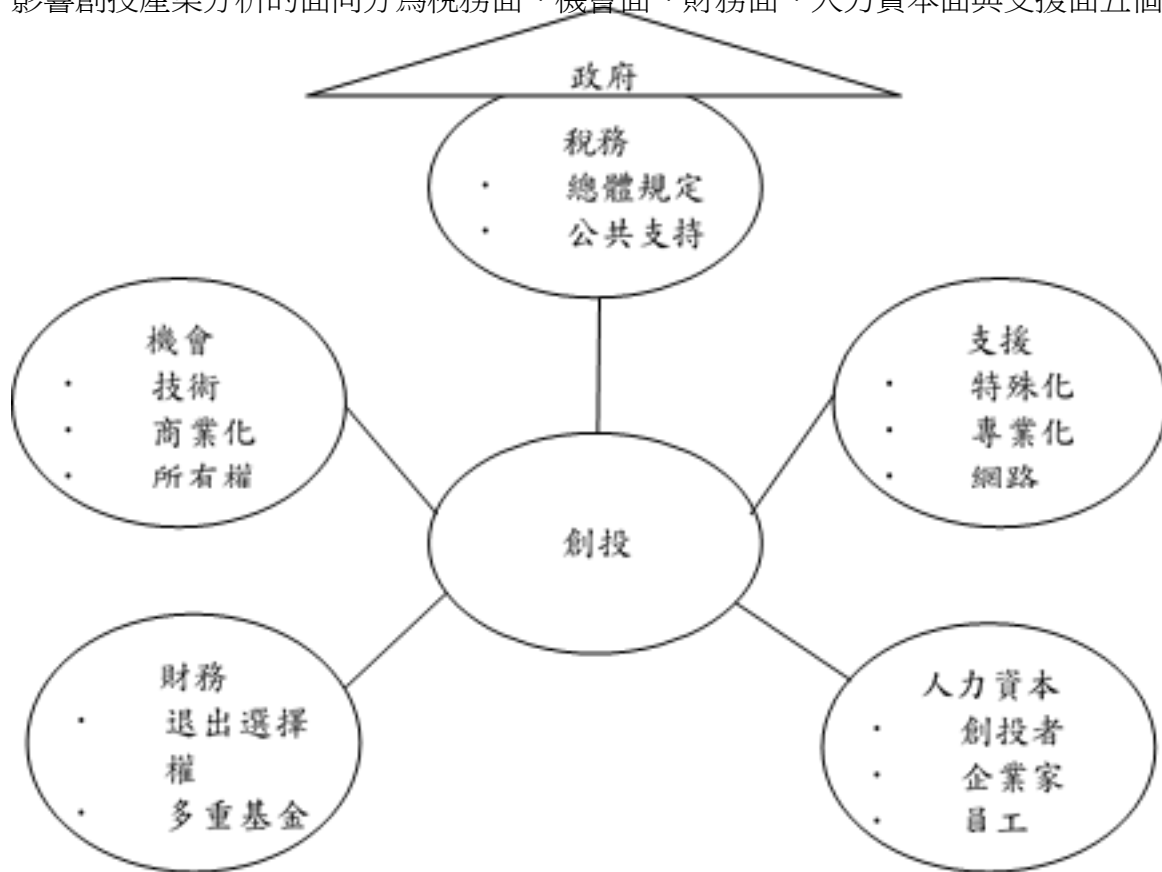 影響創投產業分析的面向分為稅務面、機會面、財務面、人力資本面與支援面五個
政府
稅務
· 總體規定
· 公共支持
機會
· 技術
· 商業化
· 所有權
支援
· 特殊化
· 專業化
· 網路
創投
財務
· 退出選擇
權
· 多重基金
人力資本
· 創投者
· 企業家
· 員工